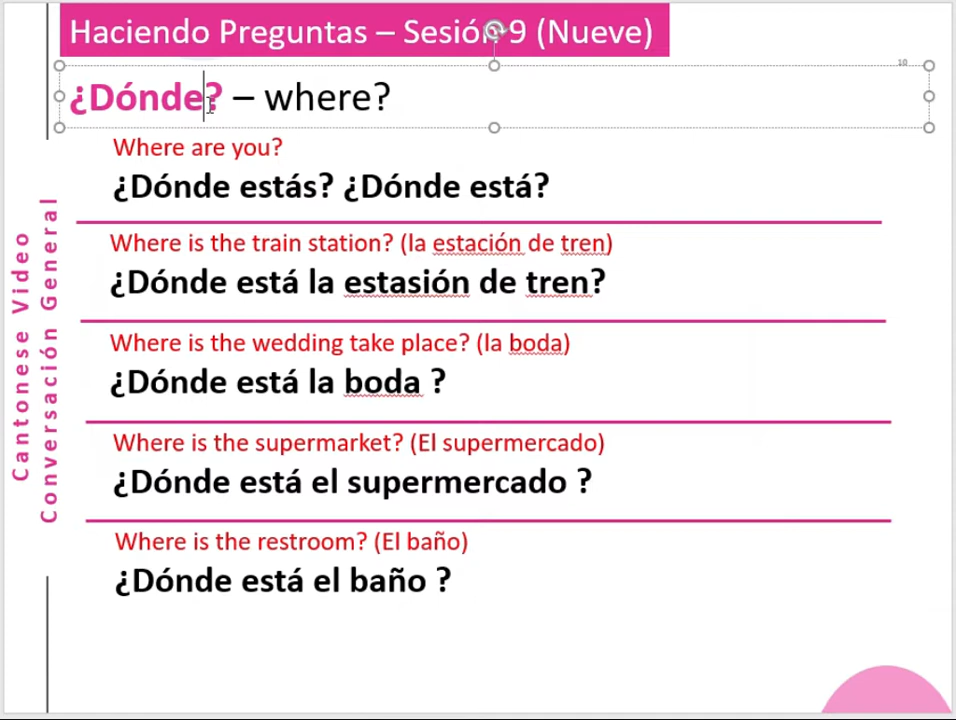 Haciendo Preguntas – Sesión 9 (Nueve)
10
¿Dónde? – where?
Where are you?
¿Dónde estás? ¿Dónde está?
Where is the train station? (la estación de tren)
¿Dónde está la estasión de tren?
Where is the wedding take place? (la boda)
¿Dónde está la boda ?
Where is the supermarket? (El supermercado)
¿Dónde está el supermercado ?
Where is the restroom? (El baño)
¿Dónde está el baño ?
Cantonese Video
Conversación General